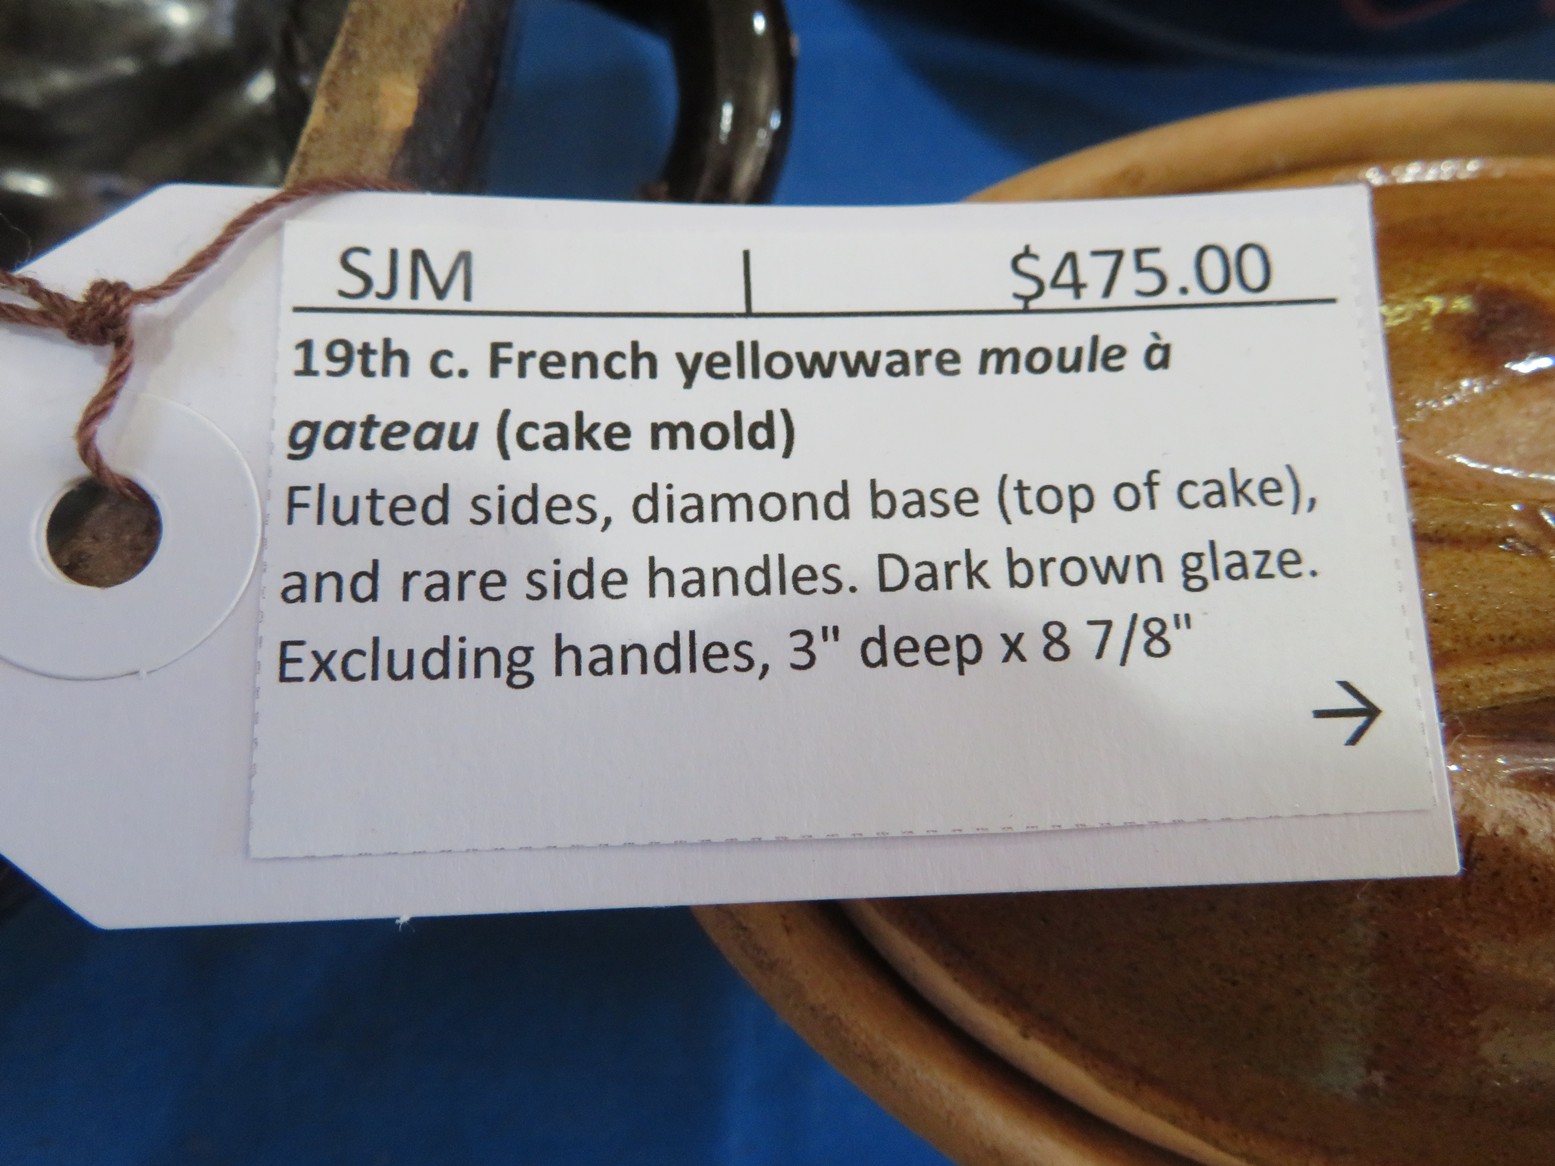 SJM | $475.00
19th c. French yellowware moule à
gateau (cake mold)
Fluted sides, diamond base (top of cake),
and rare side handles. Dark brown glaze.
Excluding handles, 3" deep x 8 7/8"
→